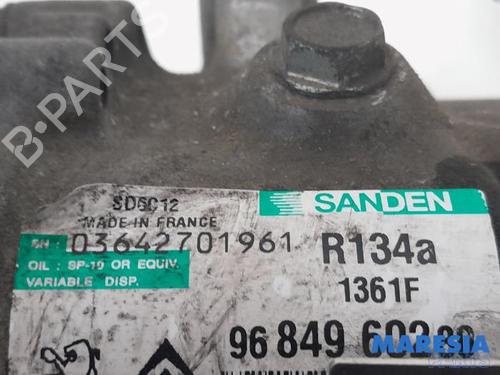 SD6C12
MADE IN FRANCE
SANDEN
SN: 03642701961
R134a
OIL : SP-10 OR EQUIV.
VARIABLE DISP.
1361F
96 849 602 80
MARESIA